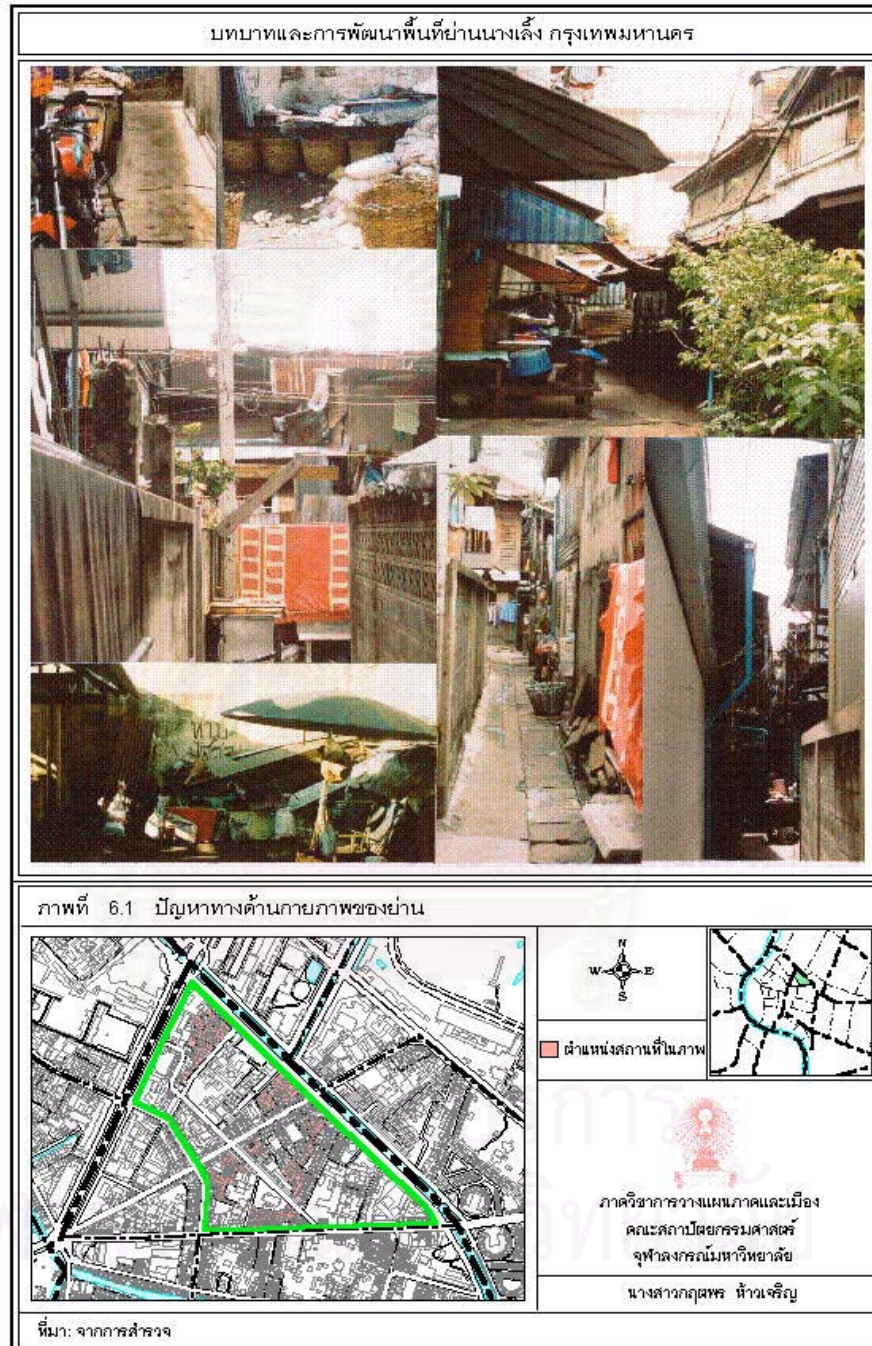 บทบาทและการพัฒนาพื้นที่ย่านนางเลิ้ง กรุงเทพมหานคร
ภาพที่ 6.1 ปัญหาทางด้านกายภาพของย่าน
N
W E
S
ตำแหน่งสถานที่ในภาพ
ภาควิชาการวางแผนภาคและเมือง
คณะสถาปัตยกรรมศาสตร์
จุฬาลงกรณ์มหาวิทยาลัย
นางสาวกฤตพร ห้าวเจริญ
ที่มา: จากการสำรวจ